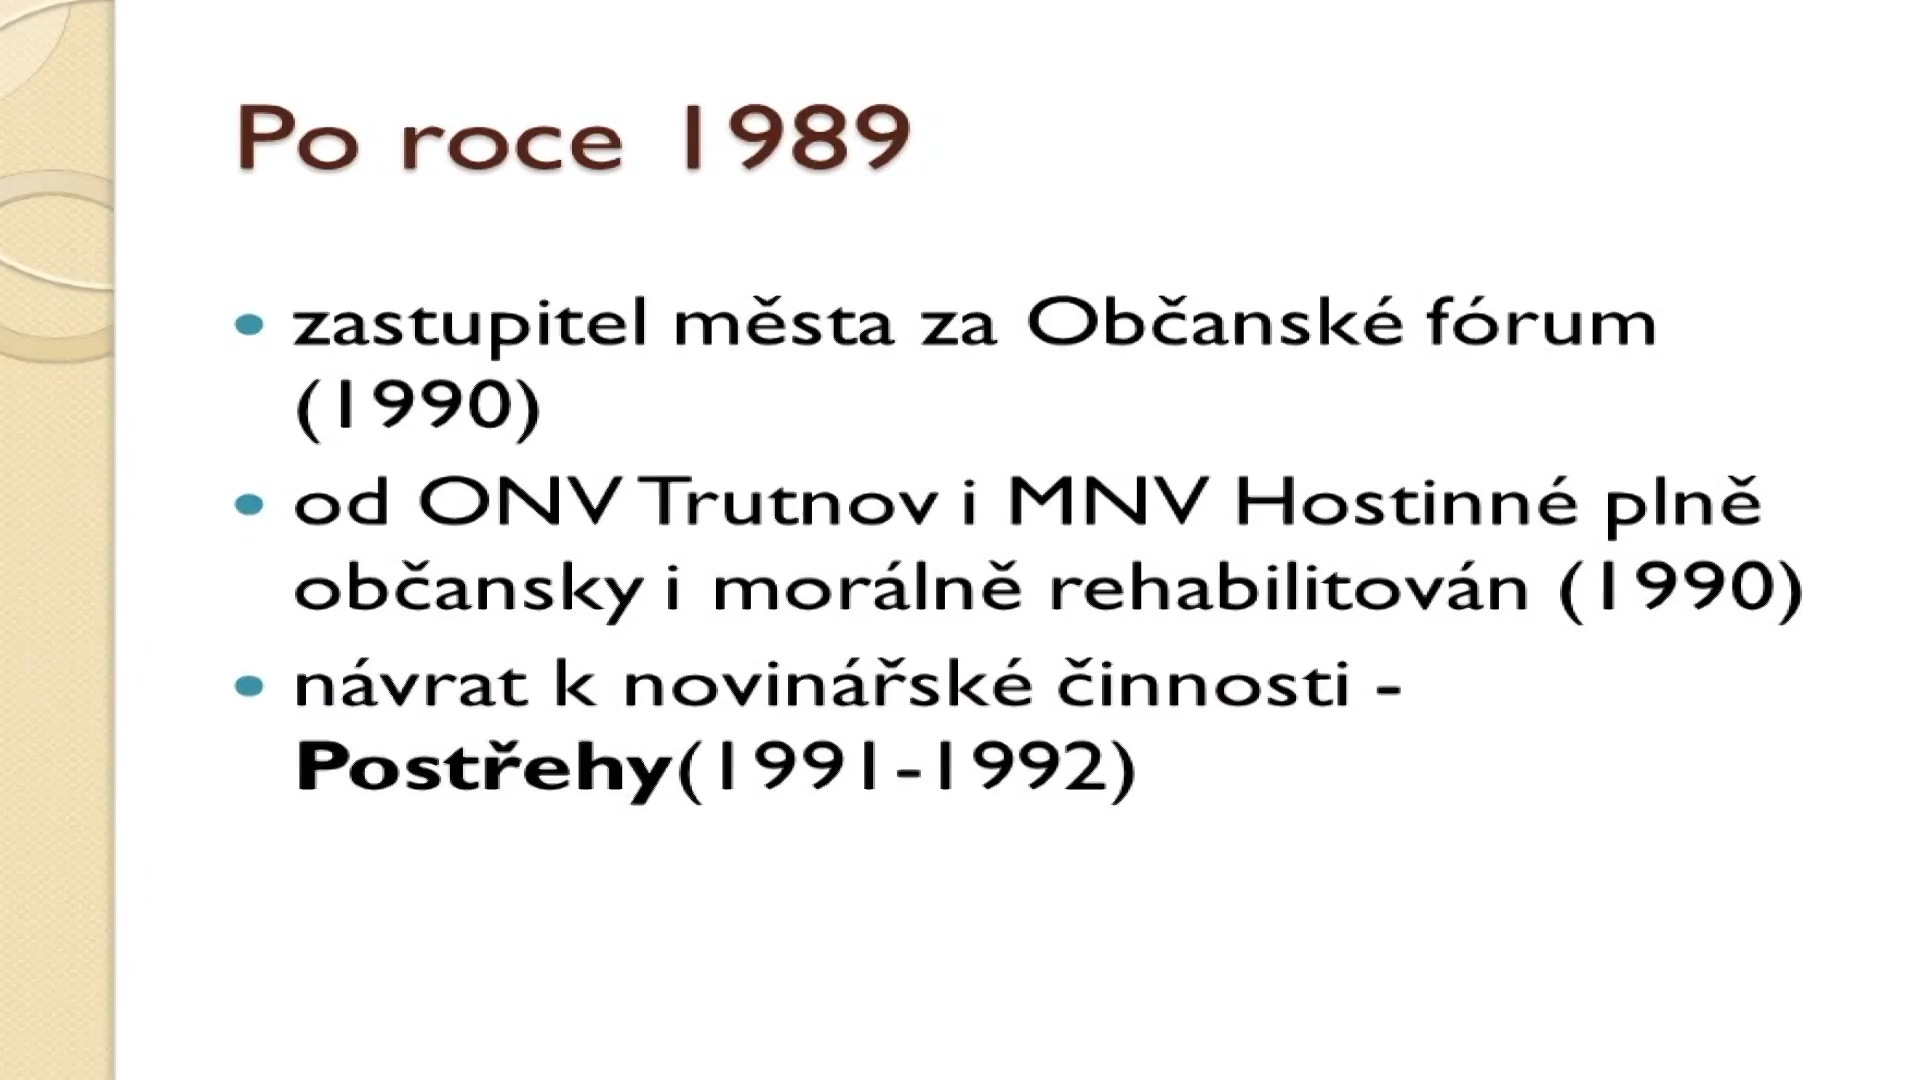 Po roce 1989
• zastupitel města za Občanské fórum
(1990)
• od ONV Trutnov i MNV Hostinné plně
občansky i morálně rehabilitován (1990)
• návrat k novinářské činnosti -
Postřehy(1991-1992)